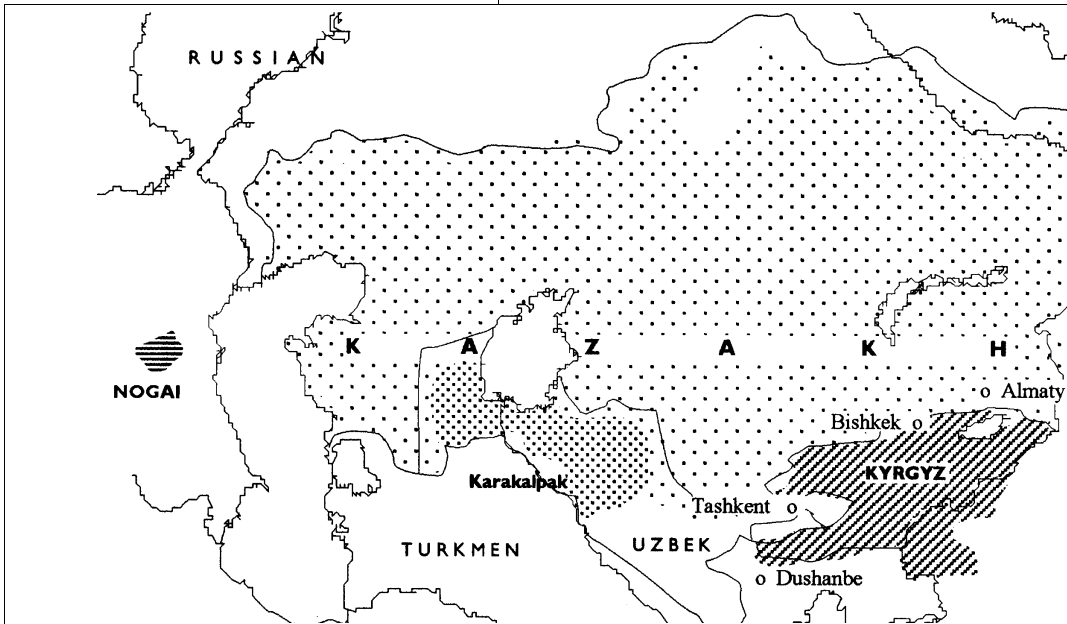 RUSSIAN
K A Z A K H
NOGAI
o Almaty
Bishkek o
KYRGYZ
Karakalpak
Tashkent o
TURKMEN
UZBEK
o Dushanbe